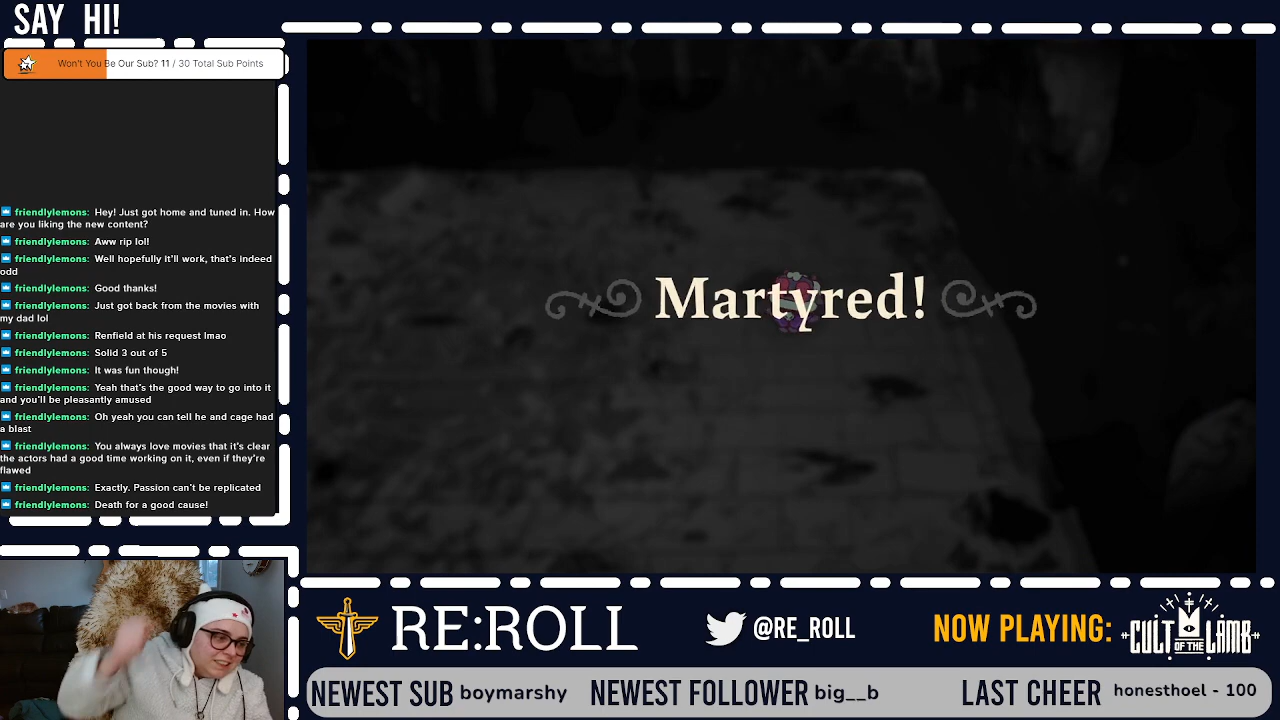 SAY HI!
Won't You Be Our Sub? 11 / 30 Total Sub Points
friendlylemons: Hey! Just got home and tuned in. How
are you liking the new content?
friendlylemons: Aww rip lol!
friendlylemons: Well hopefully it'll work, that's indeed
odd
friendlylemons: Good thanks!
friendlylemons: Just got back from the movies with
my dad lol
friendlylemons: Renfield at his request lmao
friendlylemons: Solid 3 out of 5
friendlylemons: It was fun though!
friendlylemons: Yeah that's the good way to go into it
and you'll be pleasantly amused
friendlylemons: Oh yeah you can tell he and cage had
a blast
friendlylemons: You always love movies that it's clear
the actors had a good time working on it, even if they're
flawed
friendlylemons: Exactly. Passion can't be replicated
friendlylemons: Death for a good cause!
Martyred!
RE:ROLL
@RE_ROLL
NOW PLAYING:
CULT OF THE LAMB
NEWEST SUB boymarshy
NEWEST FOLLOWER big__b
LAST CHEER honesthoel - 100